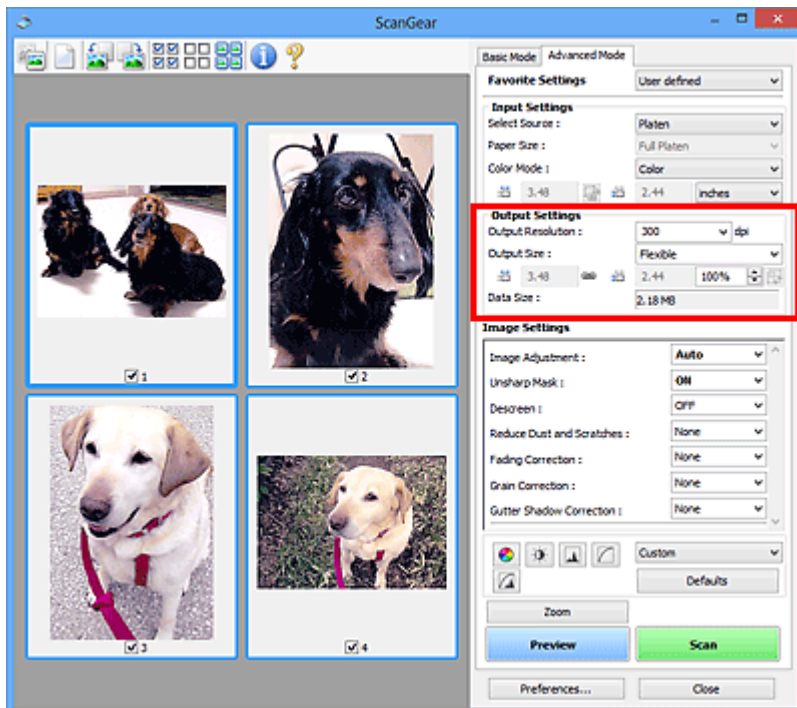 ScanGear
Basic Mode Advanced Mode
Favorite Settings User defined
Input Settings
Select Source : Platen
Paper Size : Full Platen
Color Mode : Color
3.48 2.44 inches
Output Settings
Output Resolution : 300 dpi
Output Size : Flexible
3.48 2.44 100%
Data Size : 2.18 MB
Image Settings
Image Adjustment : Auto
Unsharp Mask : ON
Descreen : OFF
Reduce Dust and Scratches : None
Fading Correction : None
Grain Correction : None
Gutter Shadow Correction : None
Custom
Defaults
Zoom
Preview Scan
Preferences... Close
1 2
3 4